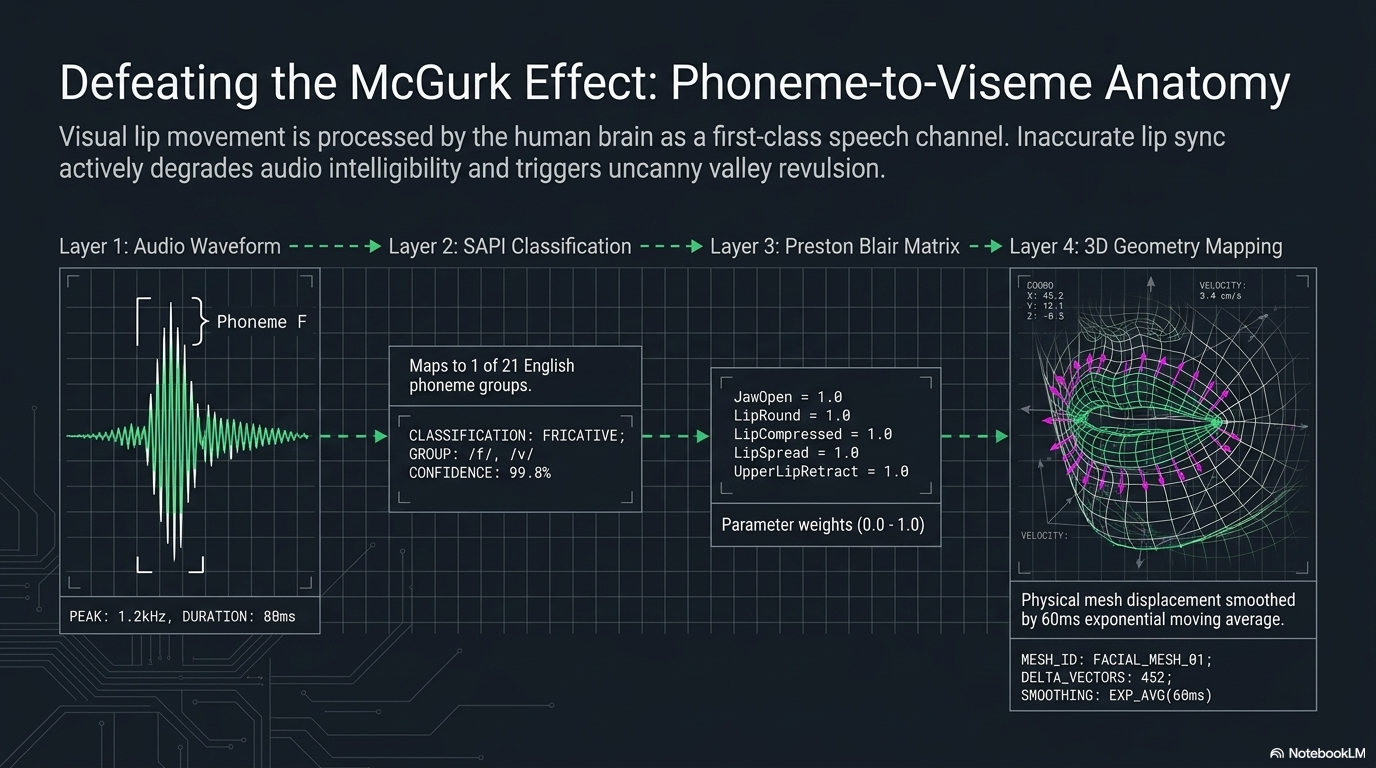 Defeating the McGurk Effect: Phoneme-to-Viseme Anatomy
Visual lip movement is processed by the human brain as a first-class speech channel. Inaccurate lip sync
actively degrades audio intelligibility and triggers uncanny valley revulsion.
Layer 1: Audio Waveform
Phoneme F
PEAK: 1.2kHz, DURATION: 80ms
Layer 2: SAPI Classification
Maps to 1 of 21 English
phoneme groups.
CLASSIFICATION: FRICATIVE;
GROUP: /f/, /v/
CONFIDENCE: 99.8%
Layer 3: Preston Blair Matrix
JawOpen = 1.0
LipRound = 1.0
LipCompressed = 1.0
LipSpread = 1.0
UpperLipRetract = 1.0
Parameter weights (0.0 - 1.0)
Layer 4: 3D Geometry Mapping
X: 45.2
Y: 12.1
Z: -6.5
VELOCITY:
3.4 cm/s
VELOCITY:
Physical mesh displacement smoothed
by 60ms exponential moving average.
MESH_ID: FACIAL_MESH_01;
DELTA_VECTORS: 452;
SMOOTHING: EXP_AVG(60ms)
NotebookLM